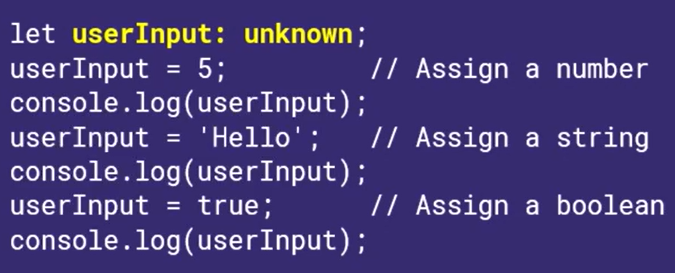 let userInput: unknown;
userInput = 5;         // Assign a number
console.log(userInput);
userInput = 'Hello';   // Assign a string
console.log(userInput);
userInput = true;      // Assign a boolean
console.log(userInput);